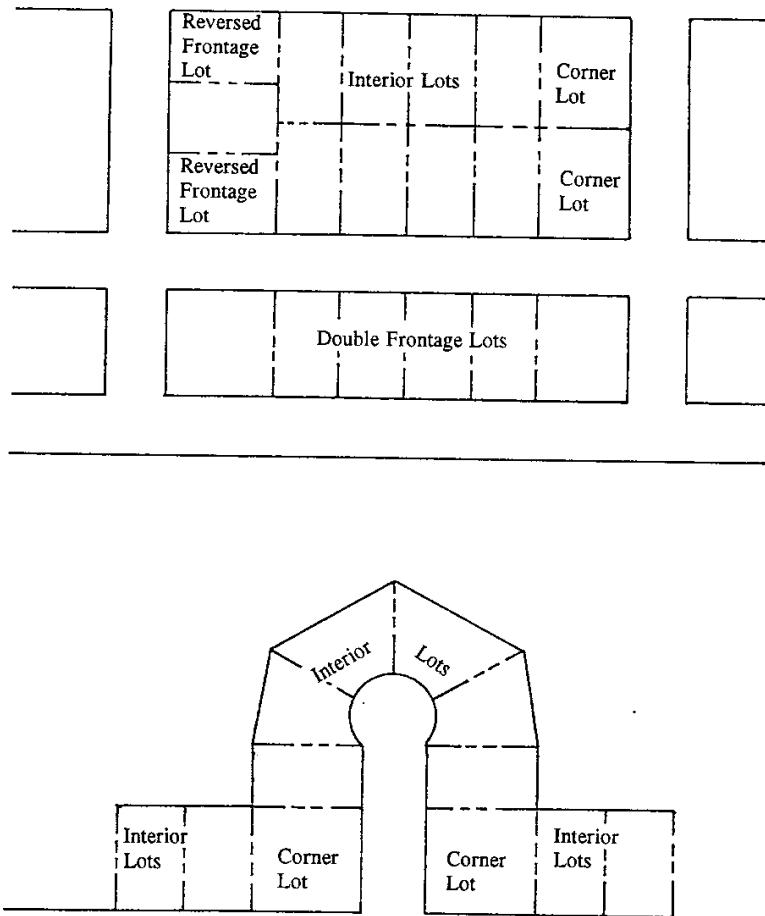 Reversed
Frontage
Lot
Interior Lots
Corner
Lot
Reversed
Frontage
Lot
Corner
Lot
Double Frontage Lots
Interior
Lots
Interior
Lots
Corner
Lot
Corner
Lot
Interior
Lots